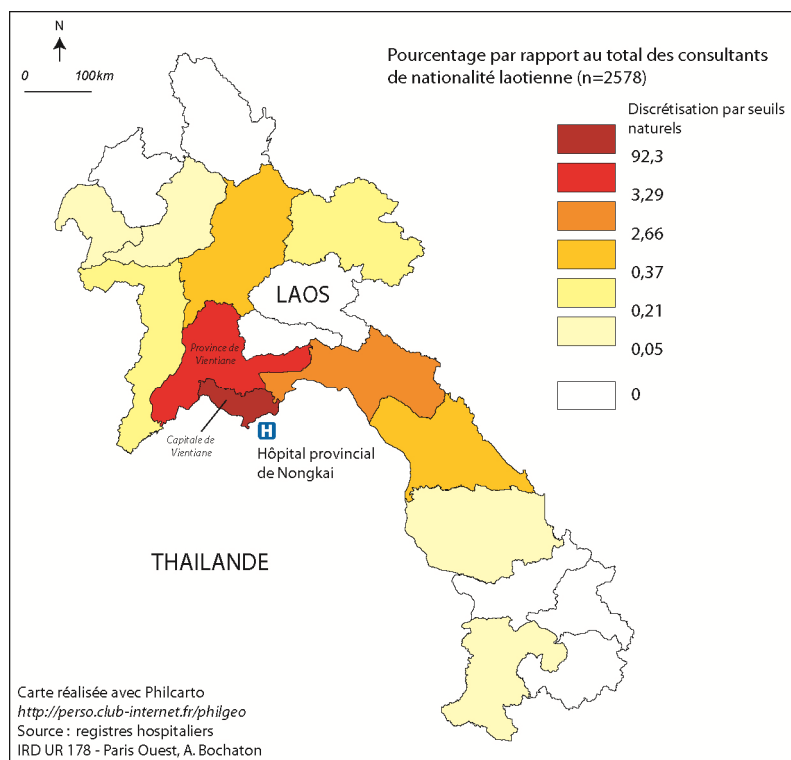 N
0 100km
Pourcentage par rapport au total des consultants
de nationalité laotienne (n=2578)
Discrétisation par seuils
naturels
92,3
3,29
2,66
0,37
0,21
0,05
0
LAOS
Province de
Vientiane
Capitale de
Vientiane
H
Hôpital provincial
de Nongkai
THAILANDE
Carte réalisée avec Philcarto
http://perso.club-internet.fr/philgeo
Source : registres hospitaliers
IRD UR 178 - Paris Ouest, A. Bochaton